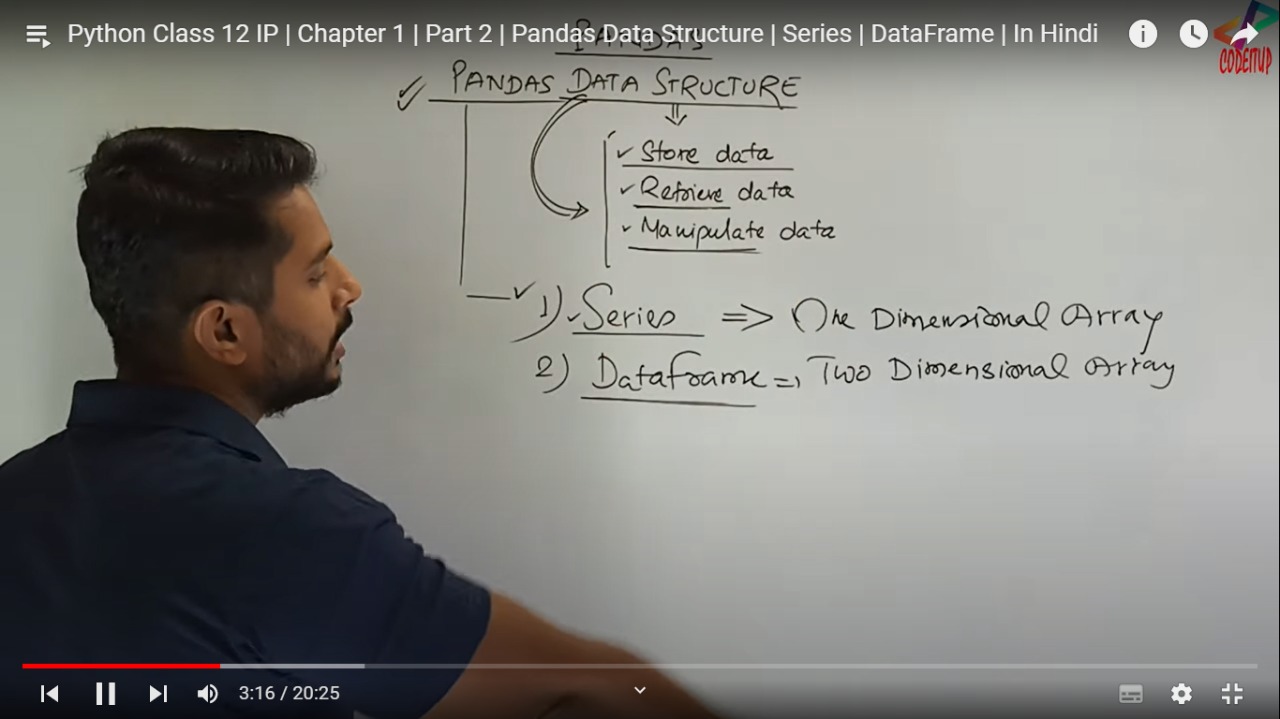 Python Class 12 IP | Chapter 1 | Part 2 | Pandas Data Structure | Series | DataFrame | In Hindi
CODEITUP
PANDA'S
PANDAS DATA STRUCTURE
Store data
Retrieve data
Manipulate data
1) Series => One Dimensional Array
2) DataFrame => Two Dimensional Array
3:16 / 20:25